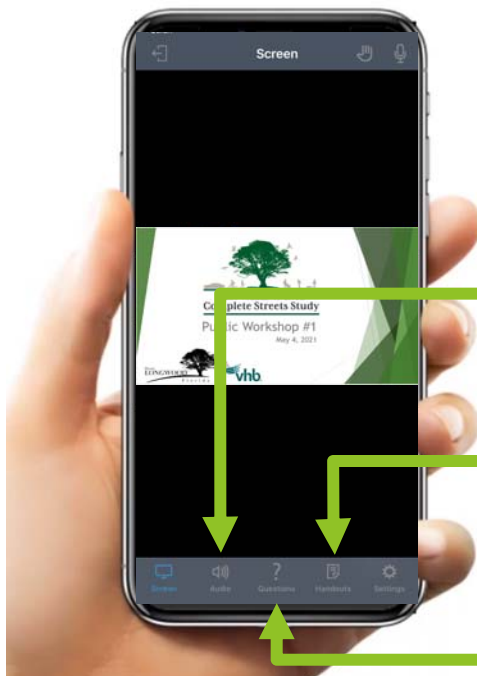 Screen
Complete Streets Study
Public Workshop #1
May 4, 2021
LONGWOOD
Florida
vhb
Screen
Audio
Questions
Handouts
Settings